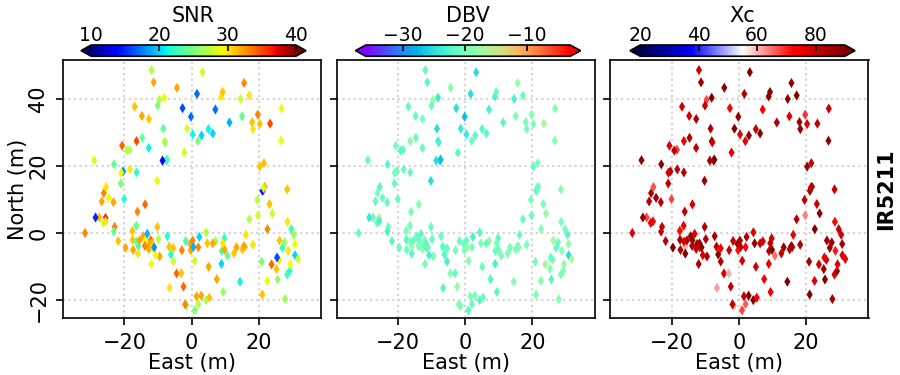 SNR DBV Xc
10 20 30 40 −30 −20 −10 20 40 60 80
40
20
0
−20
North (m)
IR5211
−20 0 20 −20 0 20 −20 0 20
East (m) East (m) East (m)